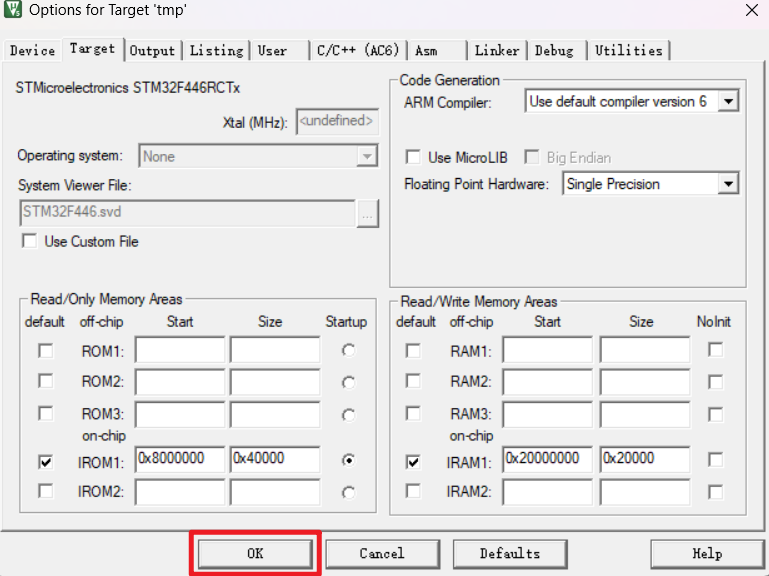 Options for Target 'tmp'
Device Target Output Listing User C/C++ (AC6) Asm Linker Debug Utilities
STMicroelectronics STM32F446RCTx
Xtal (MHz): <undefined>
Operating system: None
System Viewer File:
STM32F446.svd ...
Use Custom File
Code Generation
ARM Compiler: Use default compiler version 6
Use MicroLIB Big Endian
Floating Point Hardware: Single Precision
Read/Only Memory Areas
default off-chip Start Size Startup
ROM1:
ROM2:
ROM3:
on-chip
IROM1: 0x8000000 0x40000
IROM2:
Read/Write Memory Areas
default off-chip Start Size NoInit
RAM1:
RAM2:
RAM3:
on-chip
IRAM1: 0x20000000 0x20000
IRAM2:
OK Cancel Defaults Help